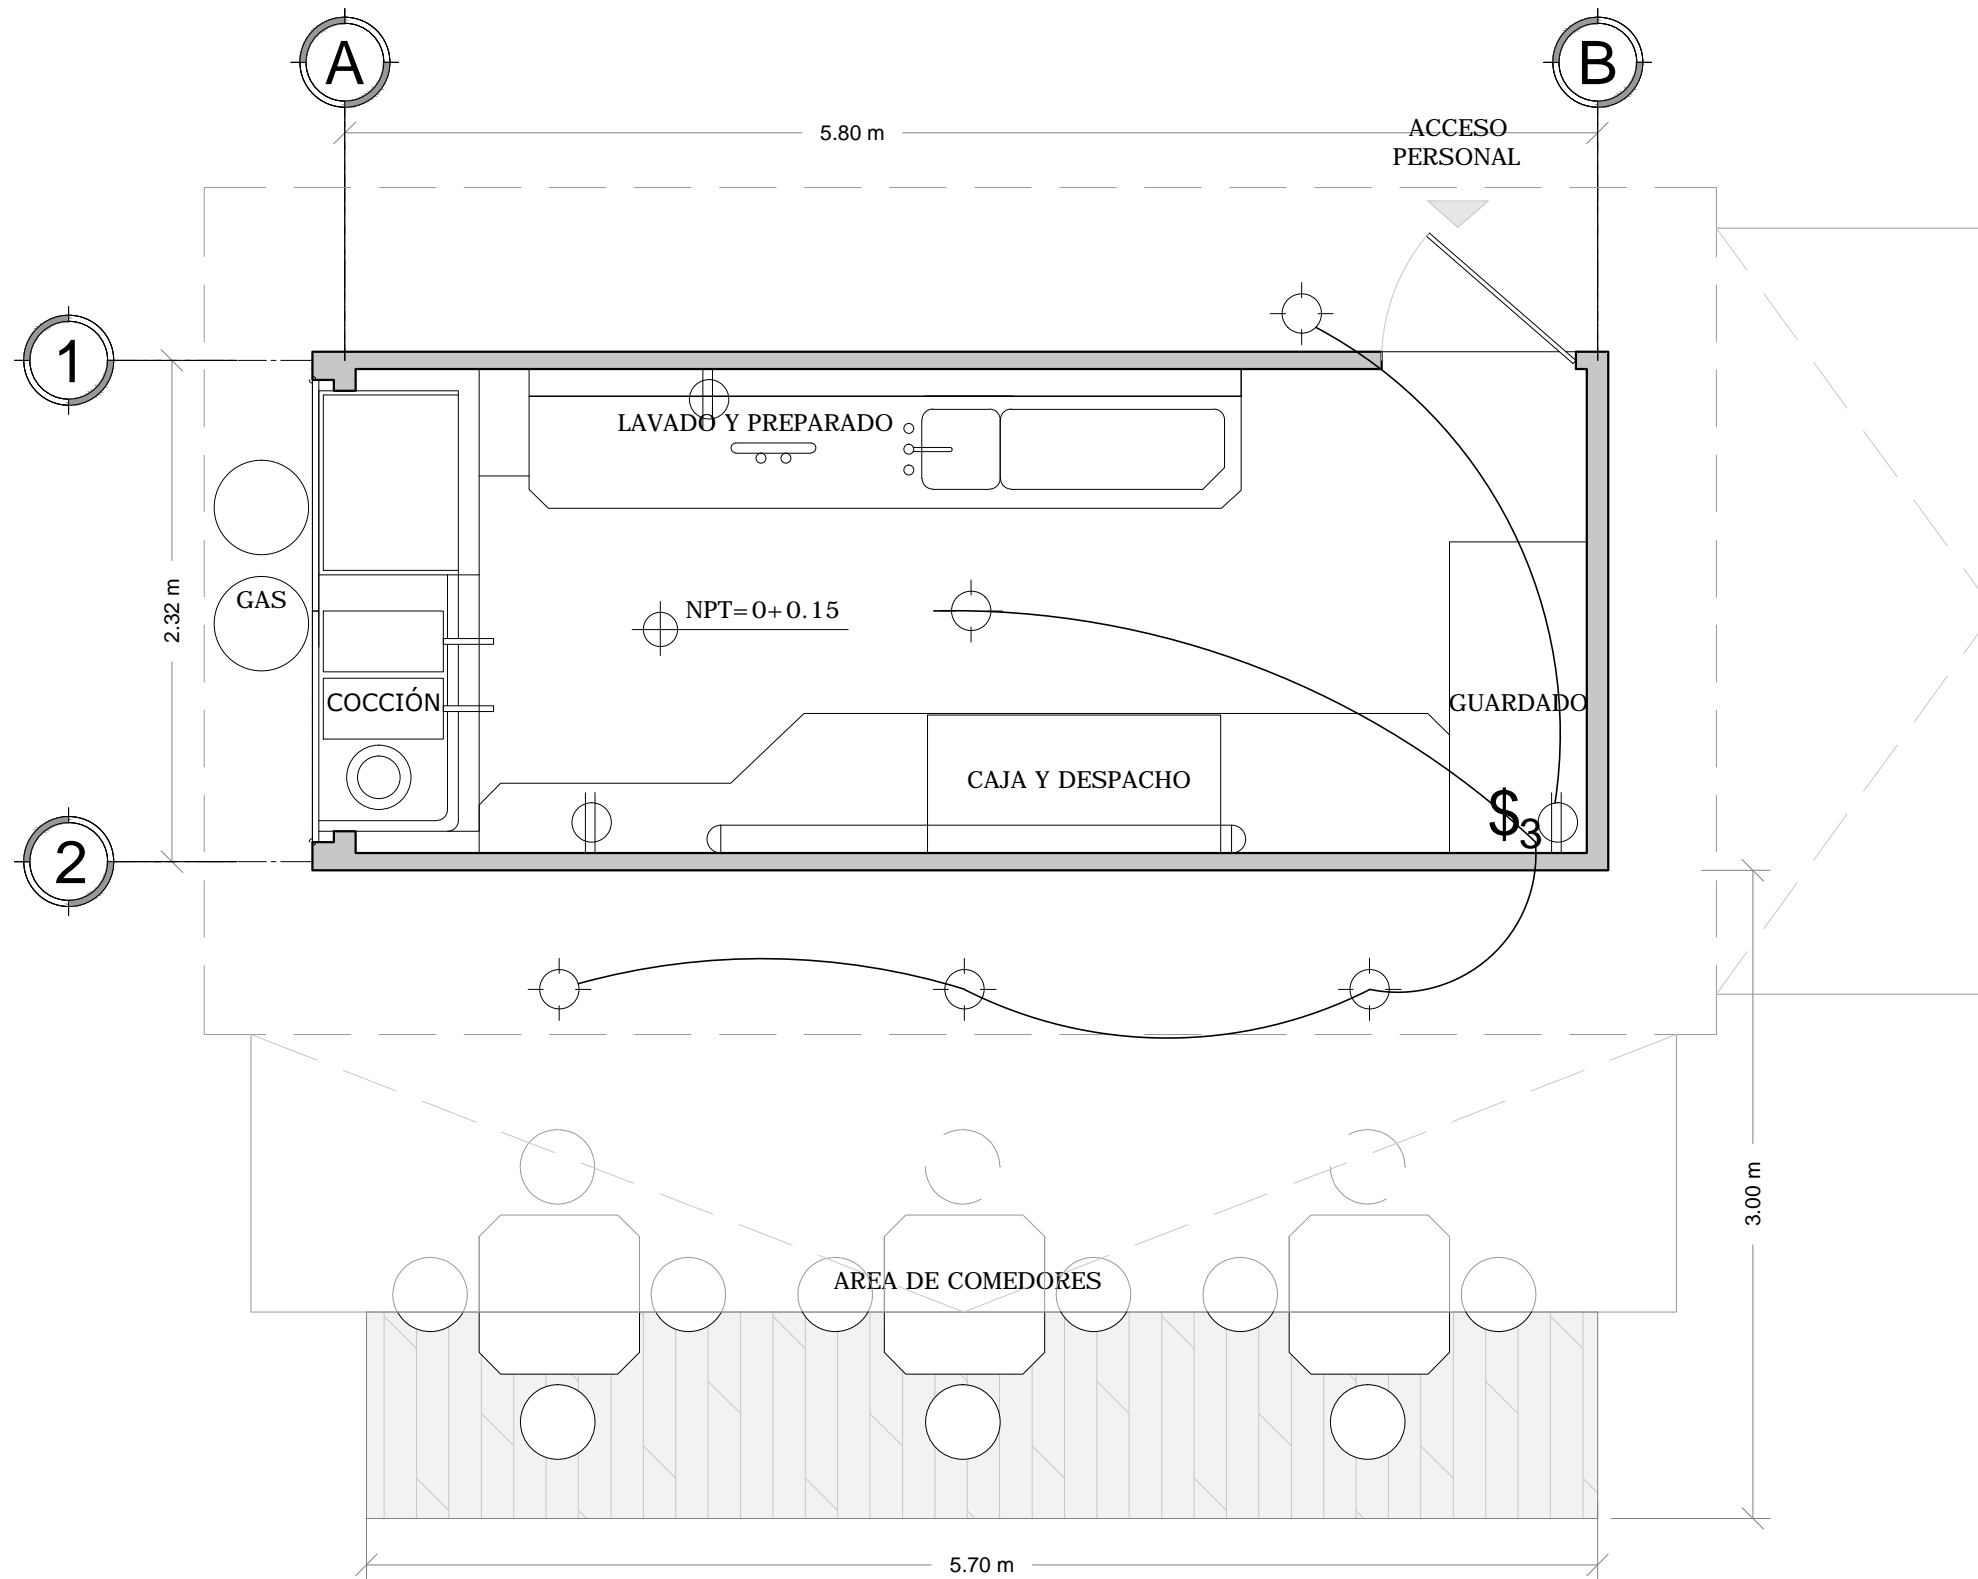 A
B
5.80 m
ACCESO
PERSONAL
1
LAVADO Y PREPARADO
GAS
NPT=0+0.15
2.32 m
COCCIÓN
GUARDADO
CAJA Y DESPACHO
$3
2
3.00 m
AREA DE COMEDORES
5.70 m